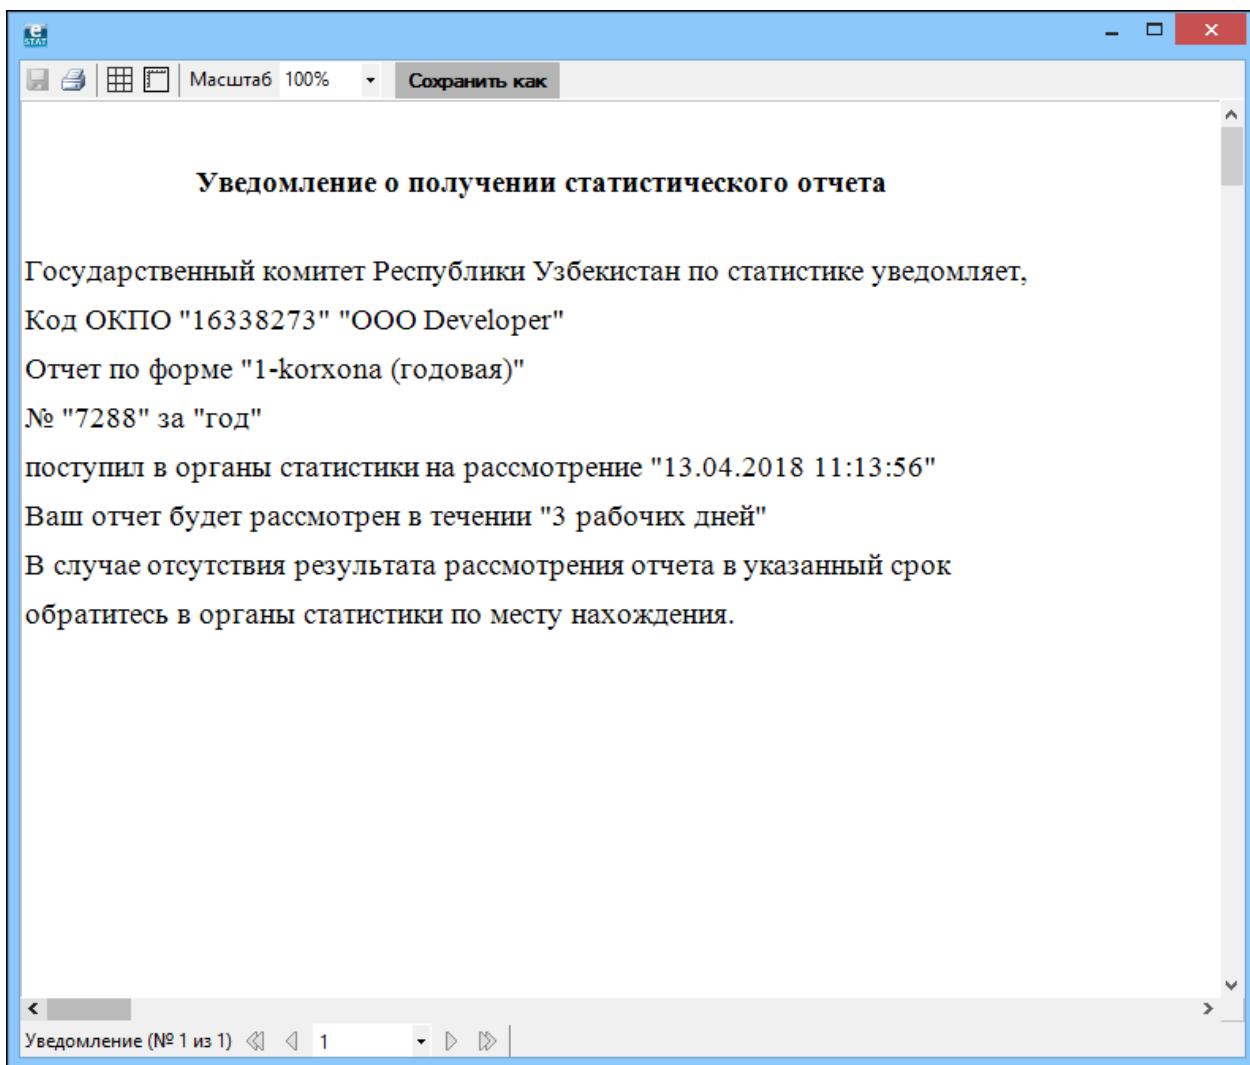 e
STAT
Масштаб 100% Сохранить как
Уведомление о получении статистического отчета
Государственный комитет Республики Узбекистан по статистике уведомляет,
Код ОКПО "16338273" "ООО Developer"
Отчет по форме "1-korxona (годовая)"
№ "7288" за "год"
поступил в органы статистики на рассмотрение "13.04.2018 11:13:56"
Ваш отчет будет рассмотрен в течении "3 рабочих дней"
В случае отсутствия результата рассмотрения отчета в указанный срок
обратитесь в органы статистики по месту нахождения.
Уведомление (№ 1 из 1) 1